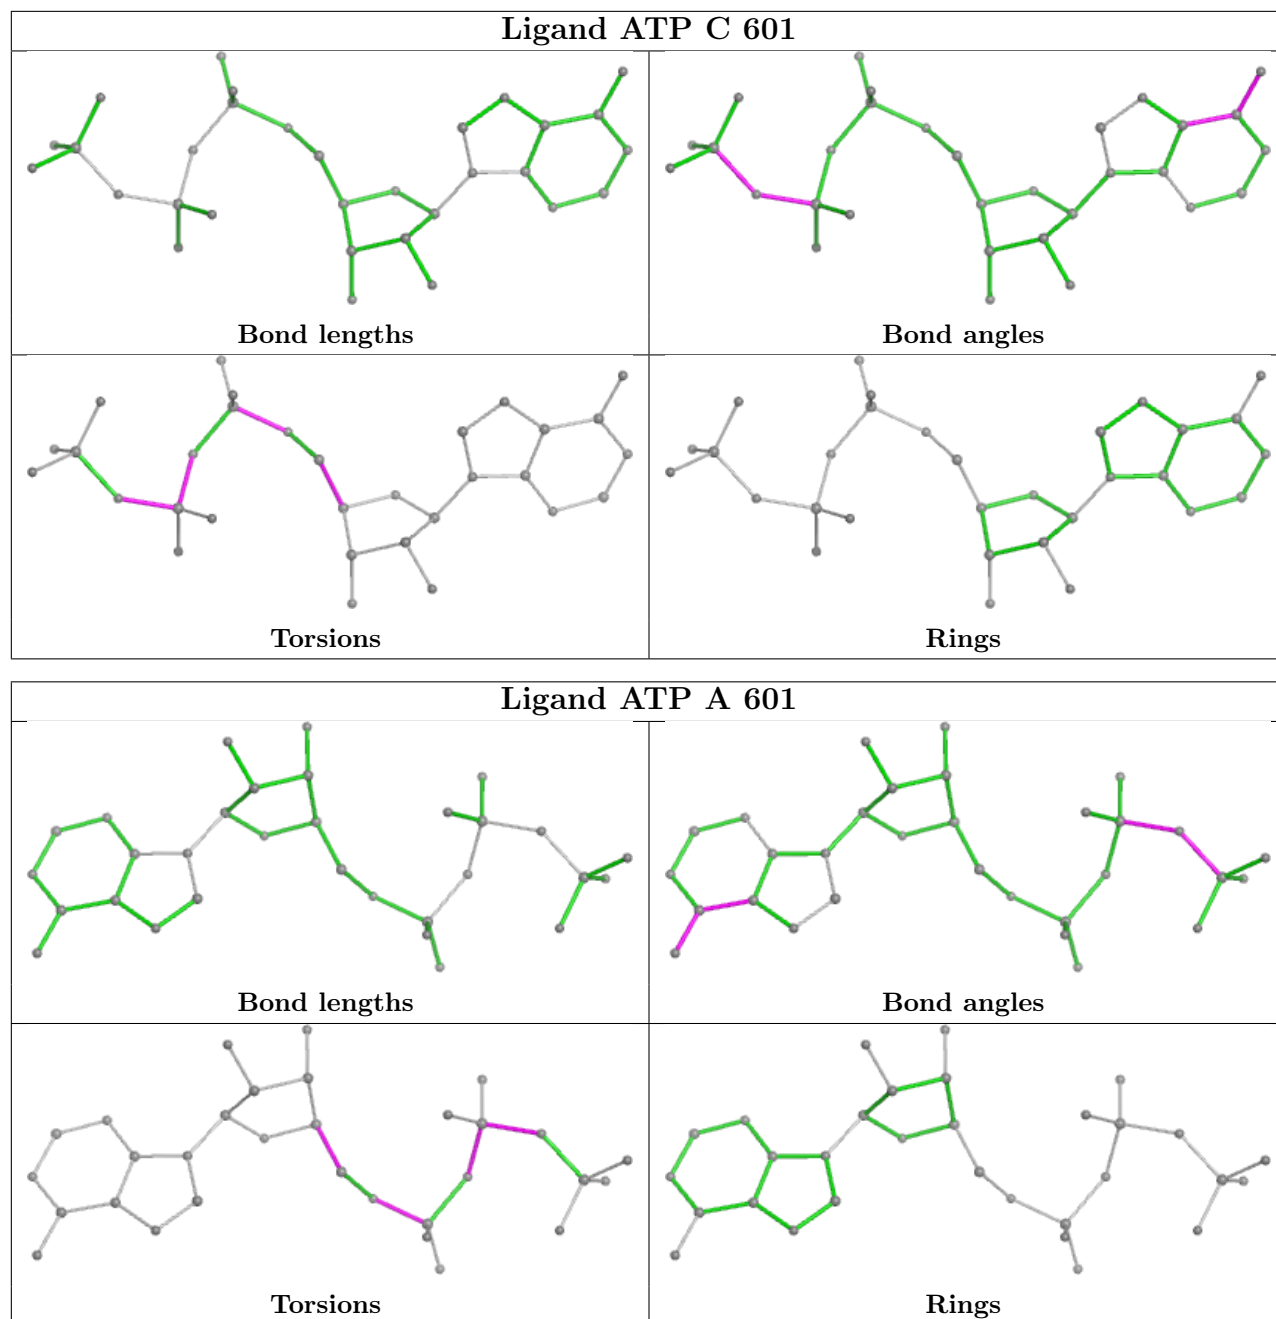 Ligand ATP C 601
Bond lengths
Bond angles
Torsions
Rings
Ligand ATP A 601
Bond lengths
Bond angles
Torsions
Rings